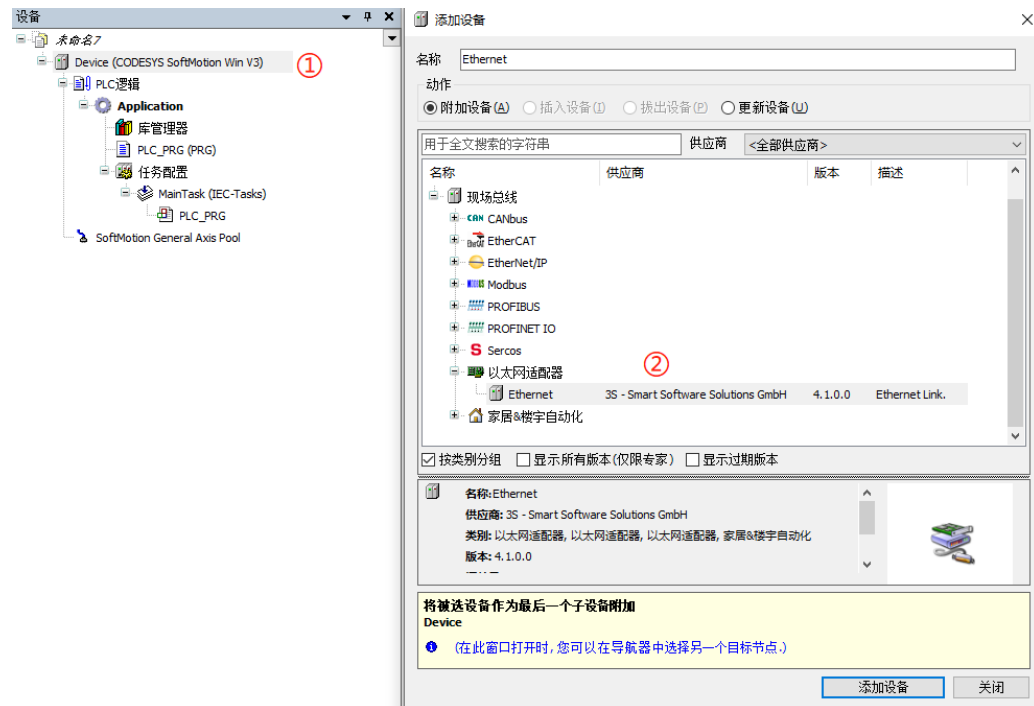 设备
未命名7
Device (CODESYS SoftMotion Win V3)
①
PLC逻辑
Application
库管理器
PLC_PRG (PRG)
任务配置
MainTask (IEC-Tasks)
PLC_PRG
SoftMotion General Axis Pool
添加设备
名称 Ethernet
动作
附加设备(A) 插入设备(I) 拔出设备(P) 更新设备(U)
用于全文搜索的字符串 供应商 <全部供应商>
名称 供应商 版本 描述
现场总线
CAN CANbus
EtherCAT
EtherNet/IP
Modbus
PROFIBUS
PROFINET IO
S Sercos
②
以太网适配器
Ethernet 3S - Smart Software Solutions GmbH 4.1.0.0 Ethernet Link.
家居&楼宇自动化
按类别分组 显示所有版本(仅限专家) 显示过期版本
名称:Ethernet
供应商: 3S - Smart Software Solutions GmbH
类别: 以太网适配器, 以太网适配器, 以太网适配器, 家居&楼宇自动化
版本: 4.1.0.0
将被选设备作为最后一个子设备附加
Device
(在此窗口打开时, 您可以在导航器中选择另一个目标节点.)
添加设备 关闭